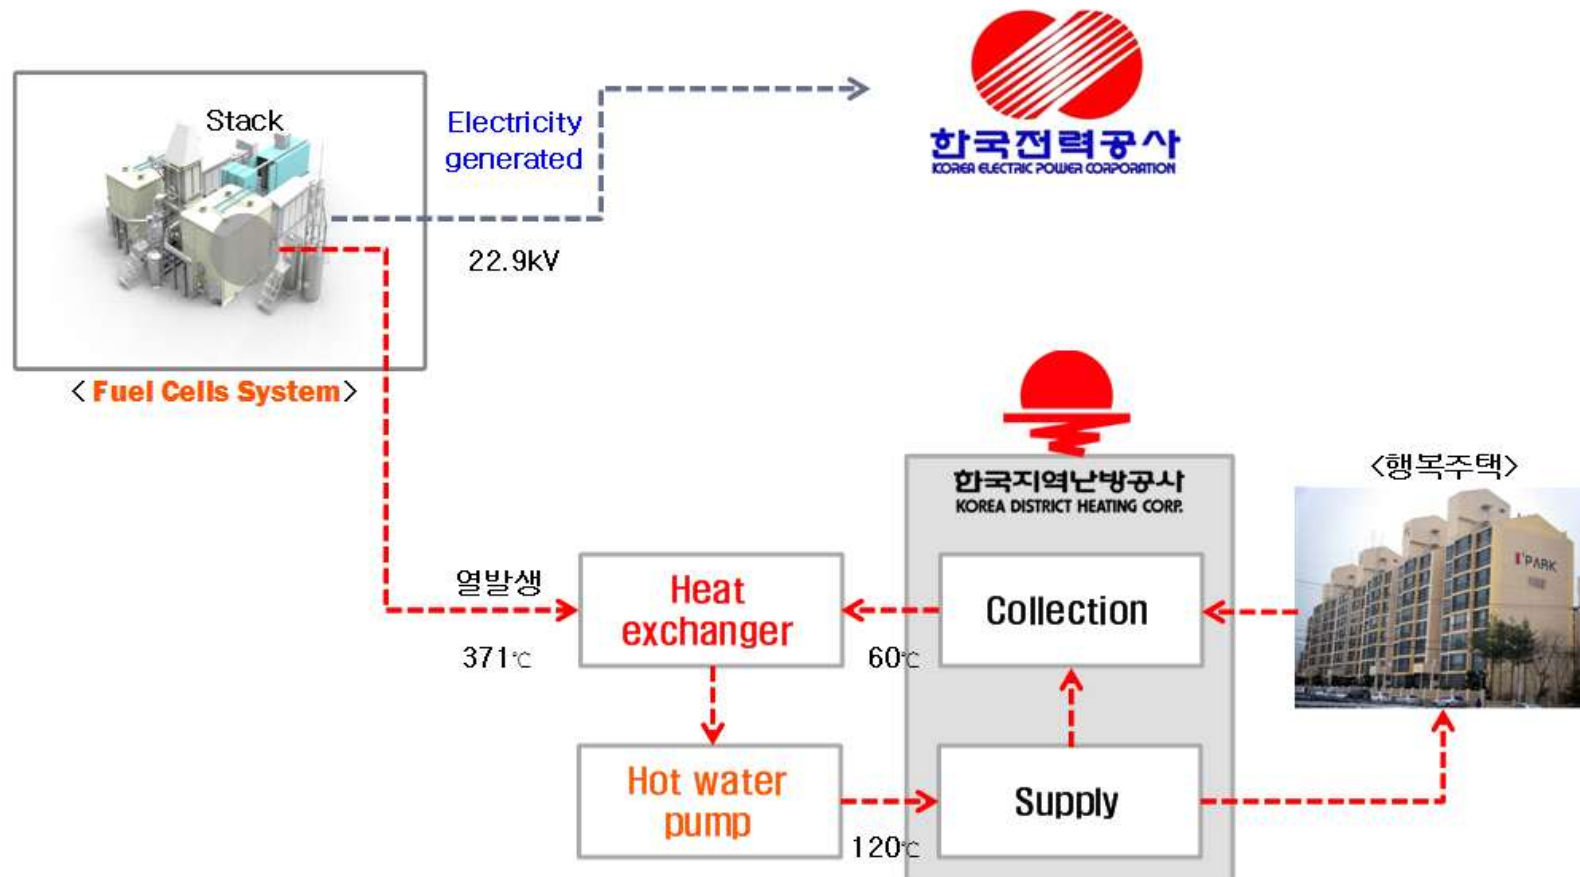 Stack
Electricity
generated
22.9kV
한국전력공사
KOREA ELECTRIC POWER CORPORATION
< Fuel Cells System>
한국지역난방공사
KOREA DISTRICT HEATING CORP.
<행복주택>
I'PARK
열발생
371℃
Heat
exchanger
60℃
Collection
Hot water
pump
120℃
Supply